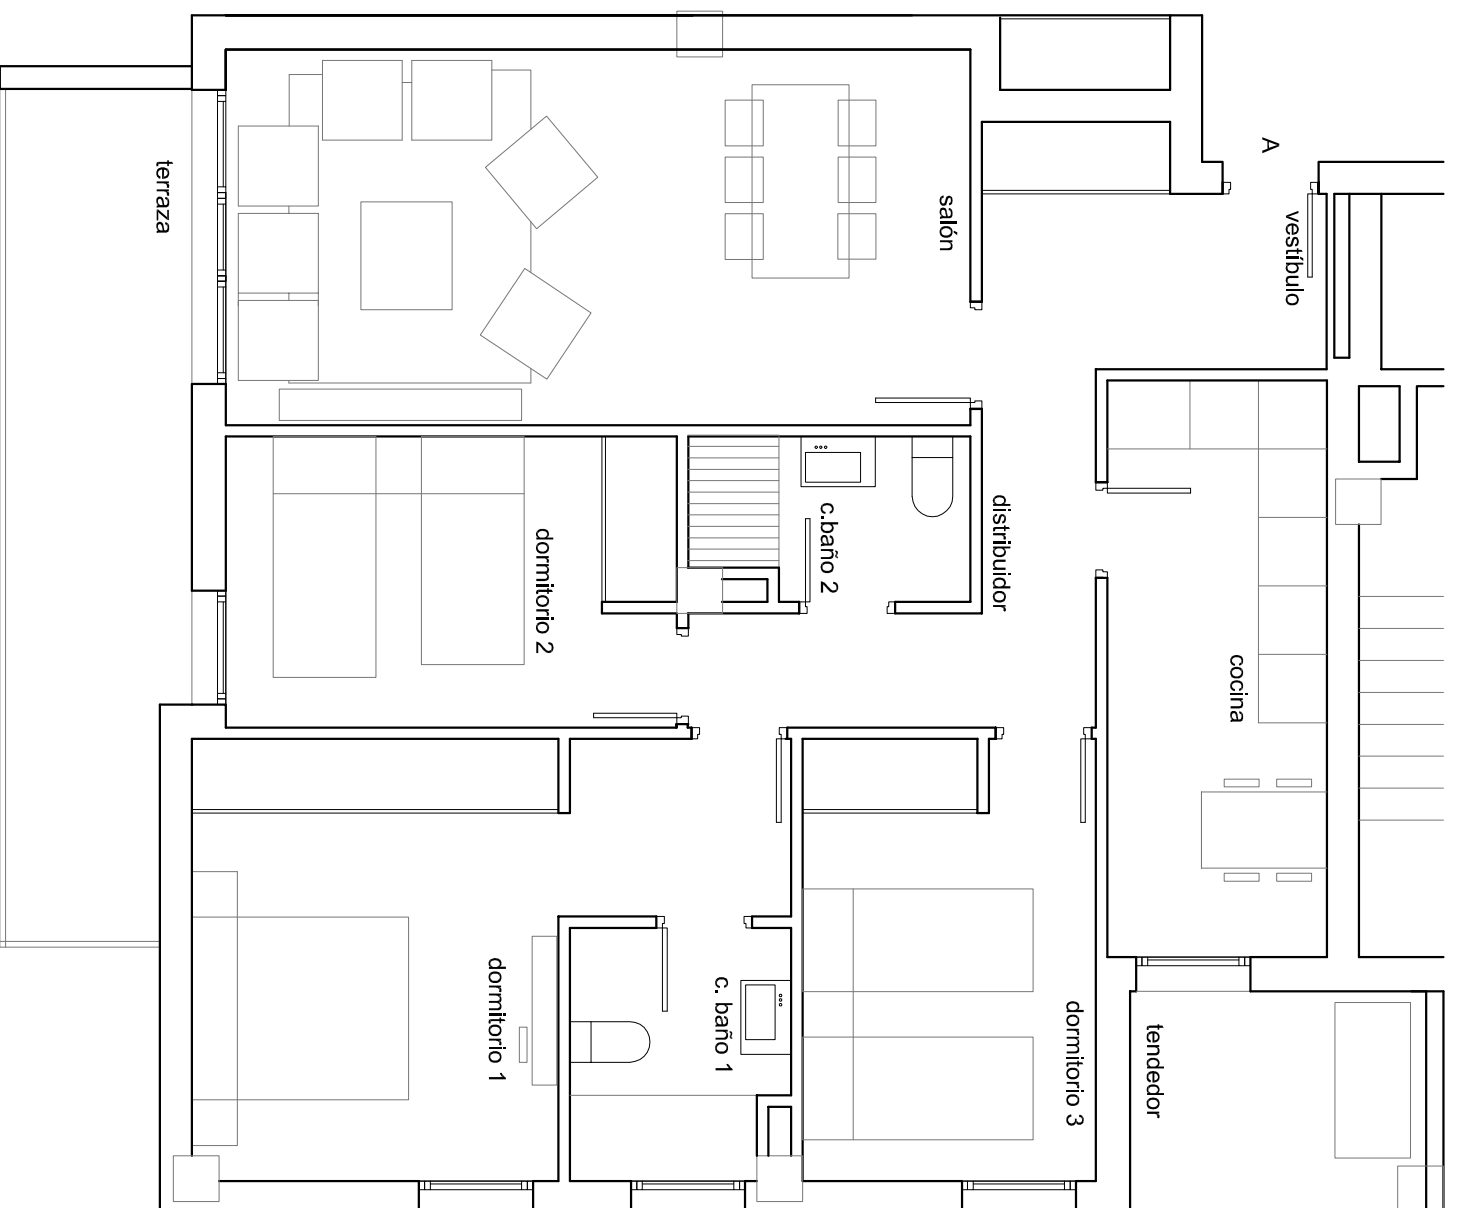 A
vestíbulo
terraza
salón
distribuidor
c.baño 2
dormitorio 2
cocina
dormitorio 1
c. baño 1
dormitorio 3
tendedor